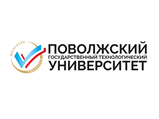 ПОВОЛЖСКИЙ
ГОСУДАРСТВЕННЫЙ ТЕХНОЛОГИЧЕСКИЙ
УНИВЕРСИТЕТ